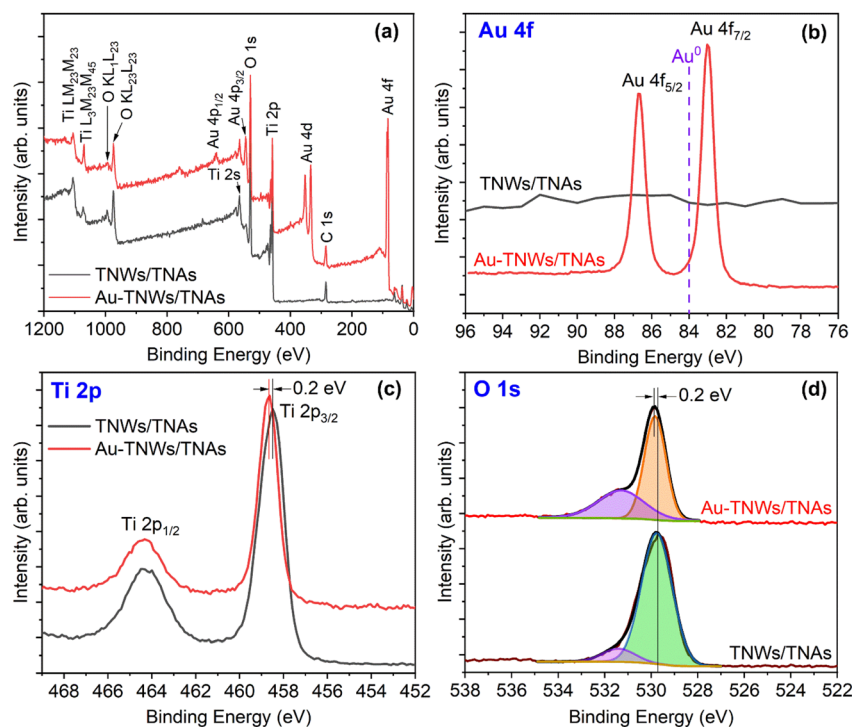 (a)
Ti LM₂₃M₂₃
Ti L₃M₂₃M₄₅
O KL₁L₂₃
O KL₂₃L₂₃
Au 4p₁/₂
Au 4p₃/₂
O 1s
Ti 2p
Au 4d
Au 4f
Ti 2s
C 1s
TNWs/TNAs
Au-TNWs/TNAs
Intensity (arb. units)
1200 1000 800 600 400 200 0
Binding Energy (eV)
Au 4f
(b)
Au 4f₇/₂
Au⁰
Au 4f₅/₂
TNWs/TNAs
Au-TNWs/TNAs
Intensity (arb. units)
96 94 92 90 88 86 84 82 80 78 76
Binding Energy (eV)
Ti 2p
(c)
0.2 eV
TNWs/TNAs
Au-TNWs/TNAs
Ti 2p₃/₂
Ti 2p₁/₂
Intensity (arb. units)
468 466 464 462 460 458 456 454 452
Binding Energy (eV)
O 1s
(d)
0.2 eV
Au-TNWs/TNAs
TNWs/TNAs
Intensity (arb. units)
538 536 534 532 530 528 526 524 522
Binding Energy (eV)